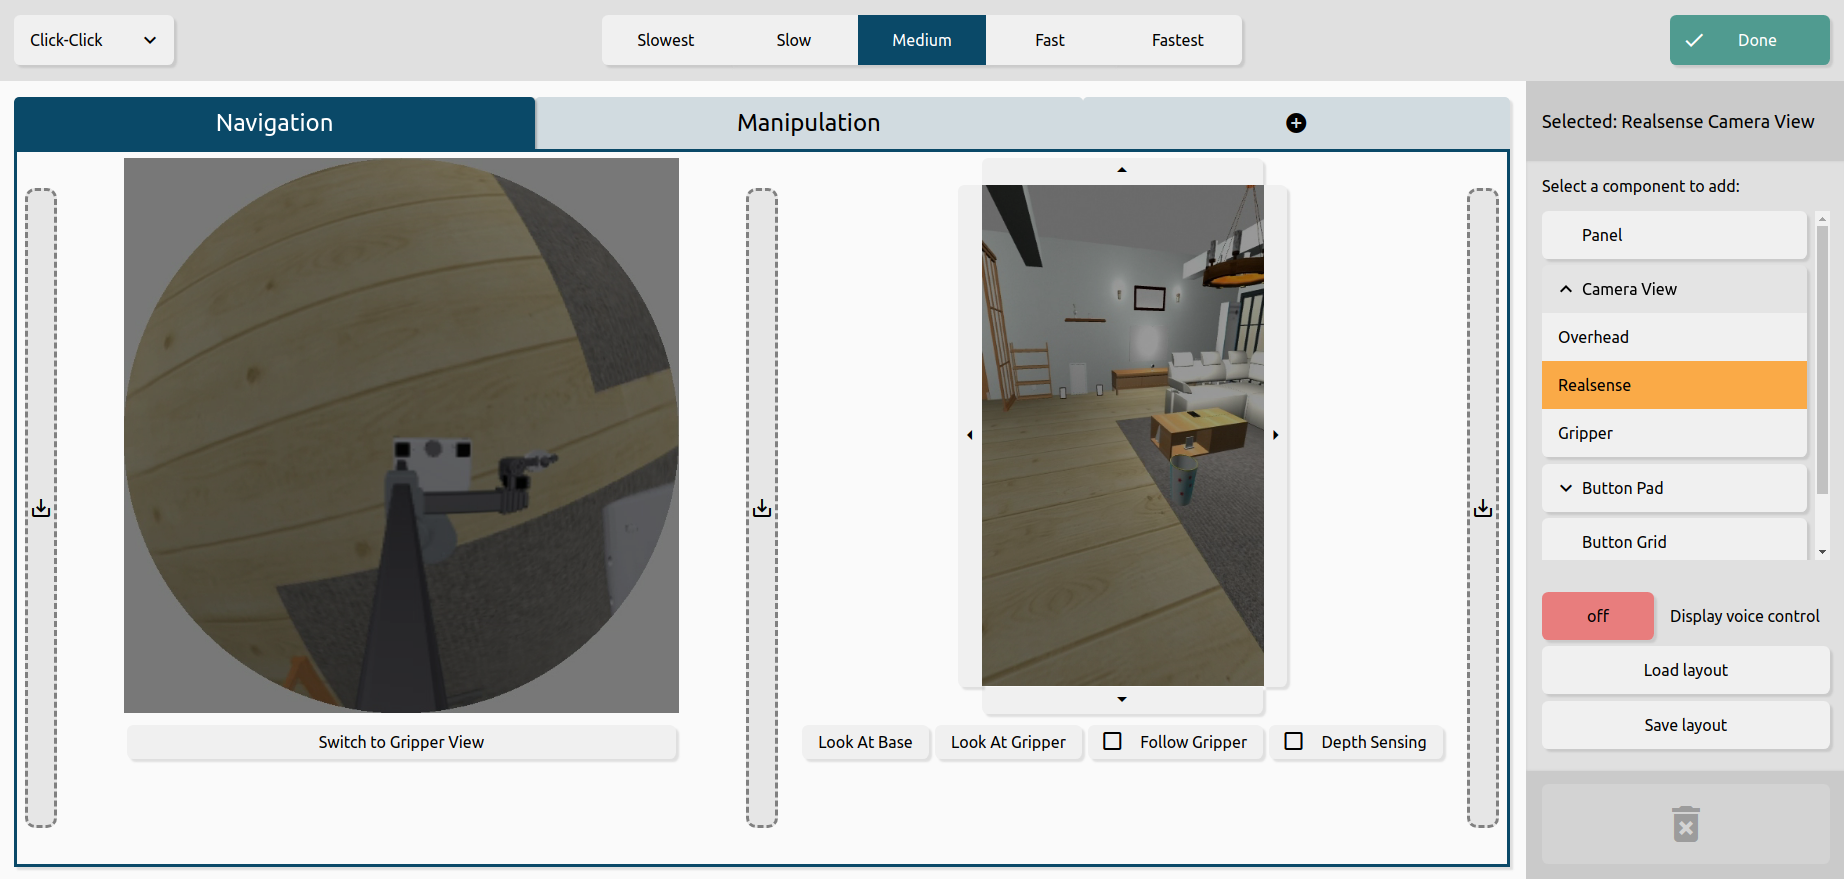 Click-Click
Slowest
Slow
Medium
Fast
Fastest
Done
Navigation
Manipulation
Switch to Gripper View
Look At Base
Look At Gripper
Follow Gripper
Depth Sensing
Selected: Realsense Camera View
Select a component to add:
Panel
Camera View
Overhead
Realsense
Gripper
Button Pad
Button Grid
off
Display voice control
Load layout
Save layout